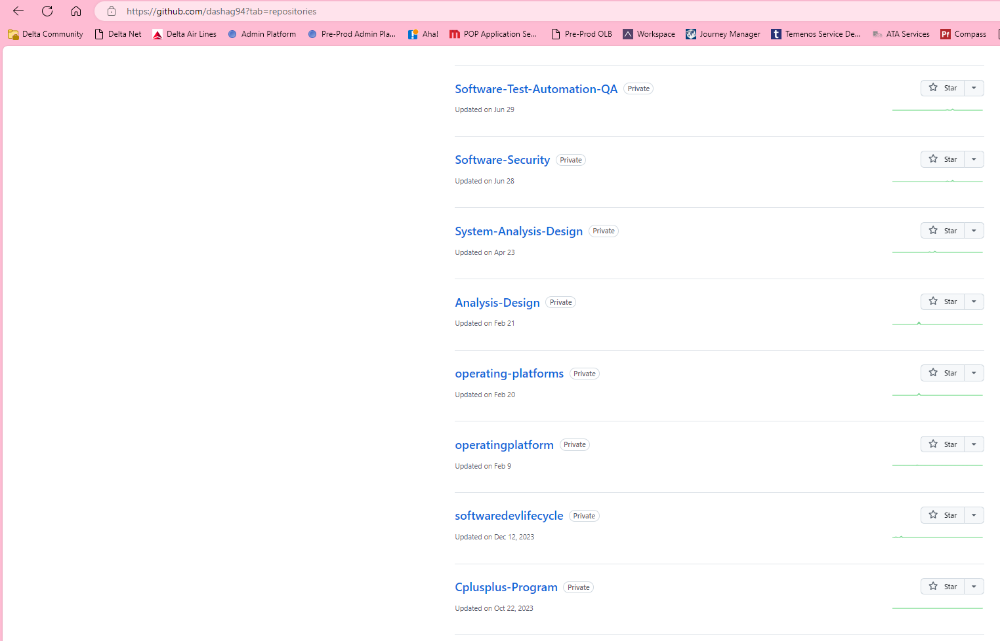 https://github.com/dashag94?tab=repositories
Delta Community Delta Net Delta Air Lines Admin Platform Pre-Prod Admin Pla... Aha! POP Application Se... Pre-Prod OLB Workspace Journey Manager Temenos Service De... ATA Services Pf Compass
Software-Test-Automation-QA Private Star
Updated on Jun 29
Software-Security Private Star
Updated on Jun 28
System-Analysis-Design Private Star
Updated on Apr 23
Analysis-Design Private Star
Updated on Feb 21
operating-platforms Private Star
Updated on Feb 20
operatingplatform Private Star
Updated on Feb 9
softwaredevlifecycle Private Star
Updated on Dec 12, 2023
Cplusplus-Program Private Star
Updated on Oct 22, 2023